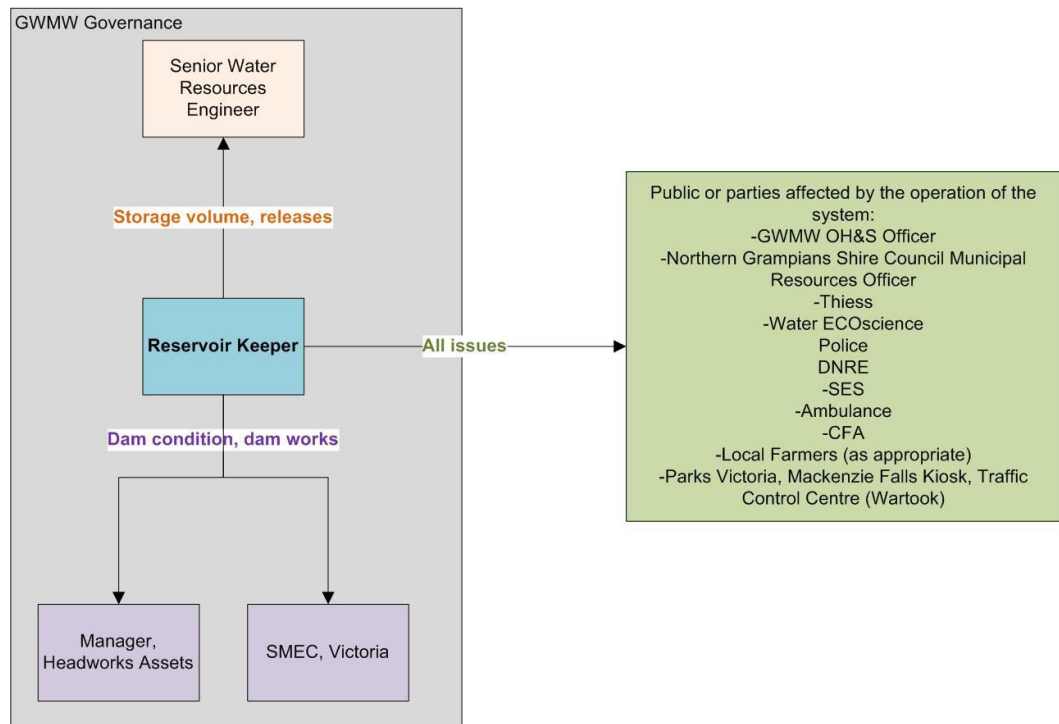 GWMW Governance
Senior Water
Resources
Engineer
Storage volume, releases
Reservoir Keeper
All issues
Dam condition, dam works
Manager,
Headworks Assets
SMEC, Victoria
Public or parties affected by the operation of the
system:
-GWMW OH&S Officer
-Northern Grampians Shire Council Municipal
Resources Officer
-Thiess
-Water ECOscience
Police
DNRE
-SES
-Ambulance
-CFA
-Local Farmers (as appropriate)
-Parks Victoria, Mackenzie Falls Kiosk, Traffic
Control Centre (Wartook)